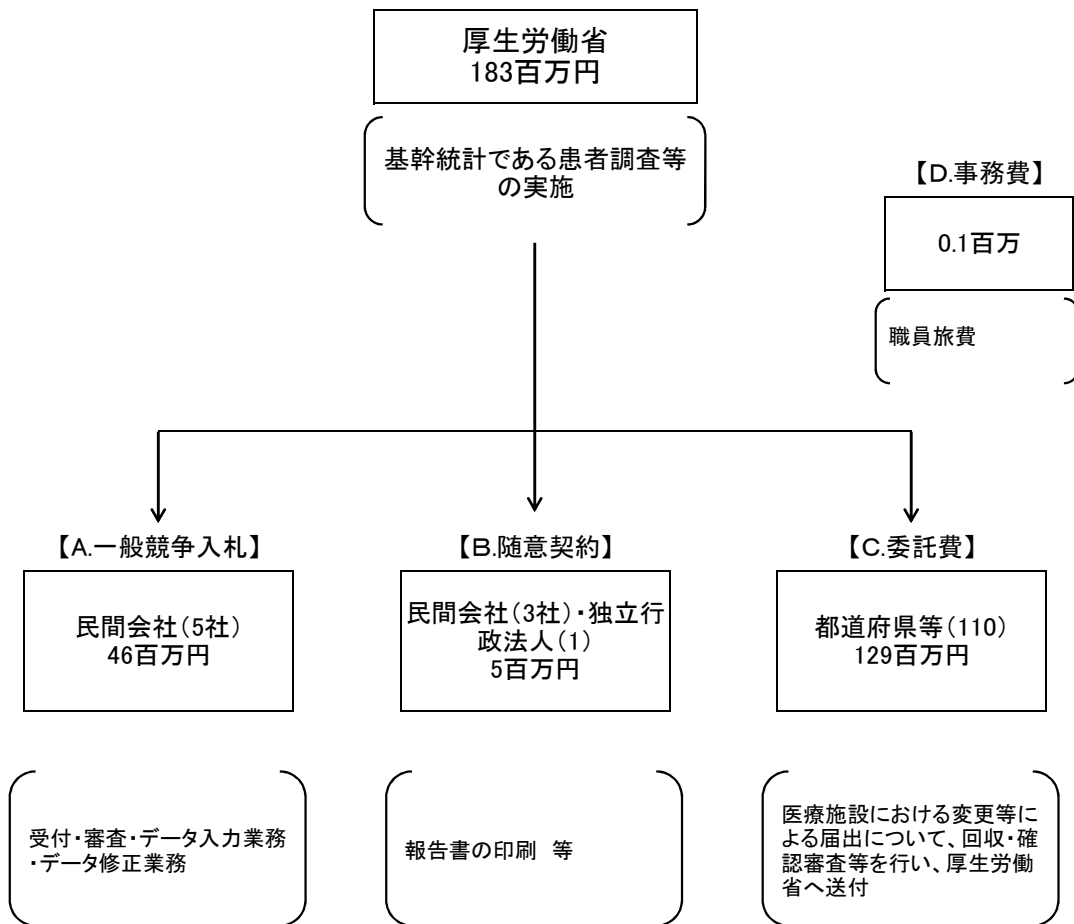 厚生労働省
183百万円
基幹統計である患者調査等
の実施
【D.事務費】
0.1百万
職員旅費
【A.一般競争入札】
民間会社(5社)
46百万円
受付・審査・データ入力業務
・データ修正業務
【B.随意契約】
民間会社(3社)・独立行
政法人(1)
5百万円
報告書の印刷　等
【C.委託費】
都道府県等(110)
129百万円
医療施設における変更等
による届出について、回収・確
認審査等を行い、厚生労働
省へ送付